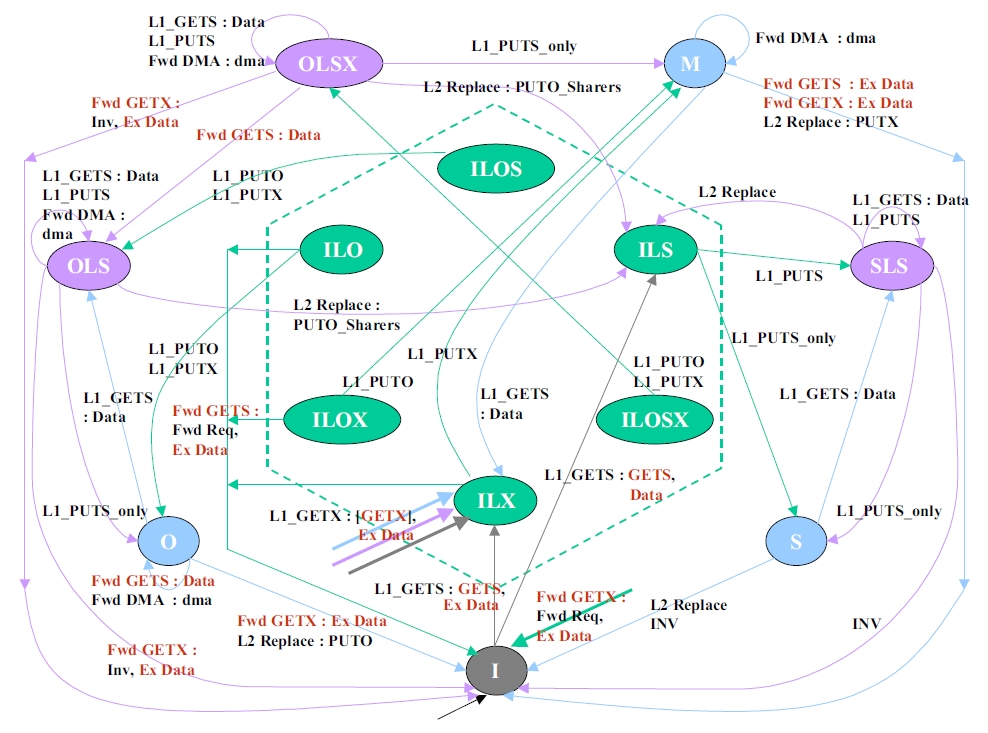 L1_GETS : Data
L1_PUTS
Fwd DMA : dma
OLSX
L1_PUTS_only
M
Fwd DMA : dma
L2 Replace : PUTO_Sharers
Fwd GETS : Ex Data
Fwd GETX : Ex Data
L2 Replace : PUTX
Fwd GETX :
Inv, Ex Data
Fwd GETS : Data
ILOS
L1_GETS : Data
L1_PUTS
Fwd DMA :
dma
L1_PUTO
L1_PUTX
L2 Replace
L1_GETS : Data
L1_PUTS
OLS
ILO
ILS
SLS
L1_PUTS
L2 Replace :
PUTO_Sharers
L1_PUTO
L1_PUTX
L1_PUTX
L1_PUTS_only
L1_PUTO
L1_PUTO
L1_PUTX
L1_GETS
: Data
Fwd GETS :
Fwd Req,
Ex Data
ILOX
L1_GETS
: Data
ILOSX
L1_GETS : Data
L1_GETS : GETS,
Data
ILX
L1_PUTS_only
L1_GETX : [GETX],
Ex Data
L1_PUTS_only
O
S
Fwd GETS : Data
Fwd DMA : dma
L1_GETS : GETS,
Ex Data
Fwd GETX :
Fwd Req,
Ex Data
L2 Replace
INV
INV
Fwd GETX : Ex Data
L2 Replace : PUTO
Fwd GETX :
Inv, Ex Data
I